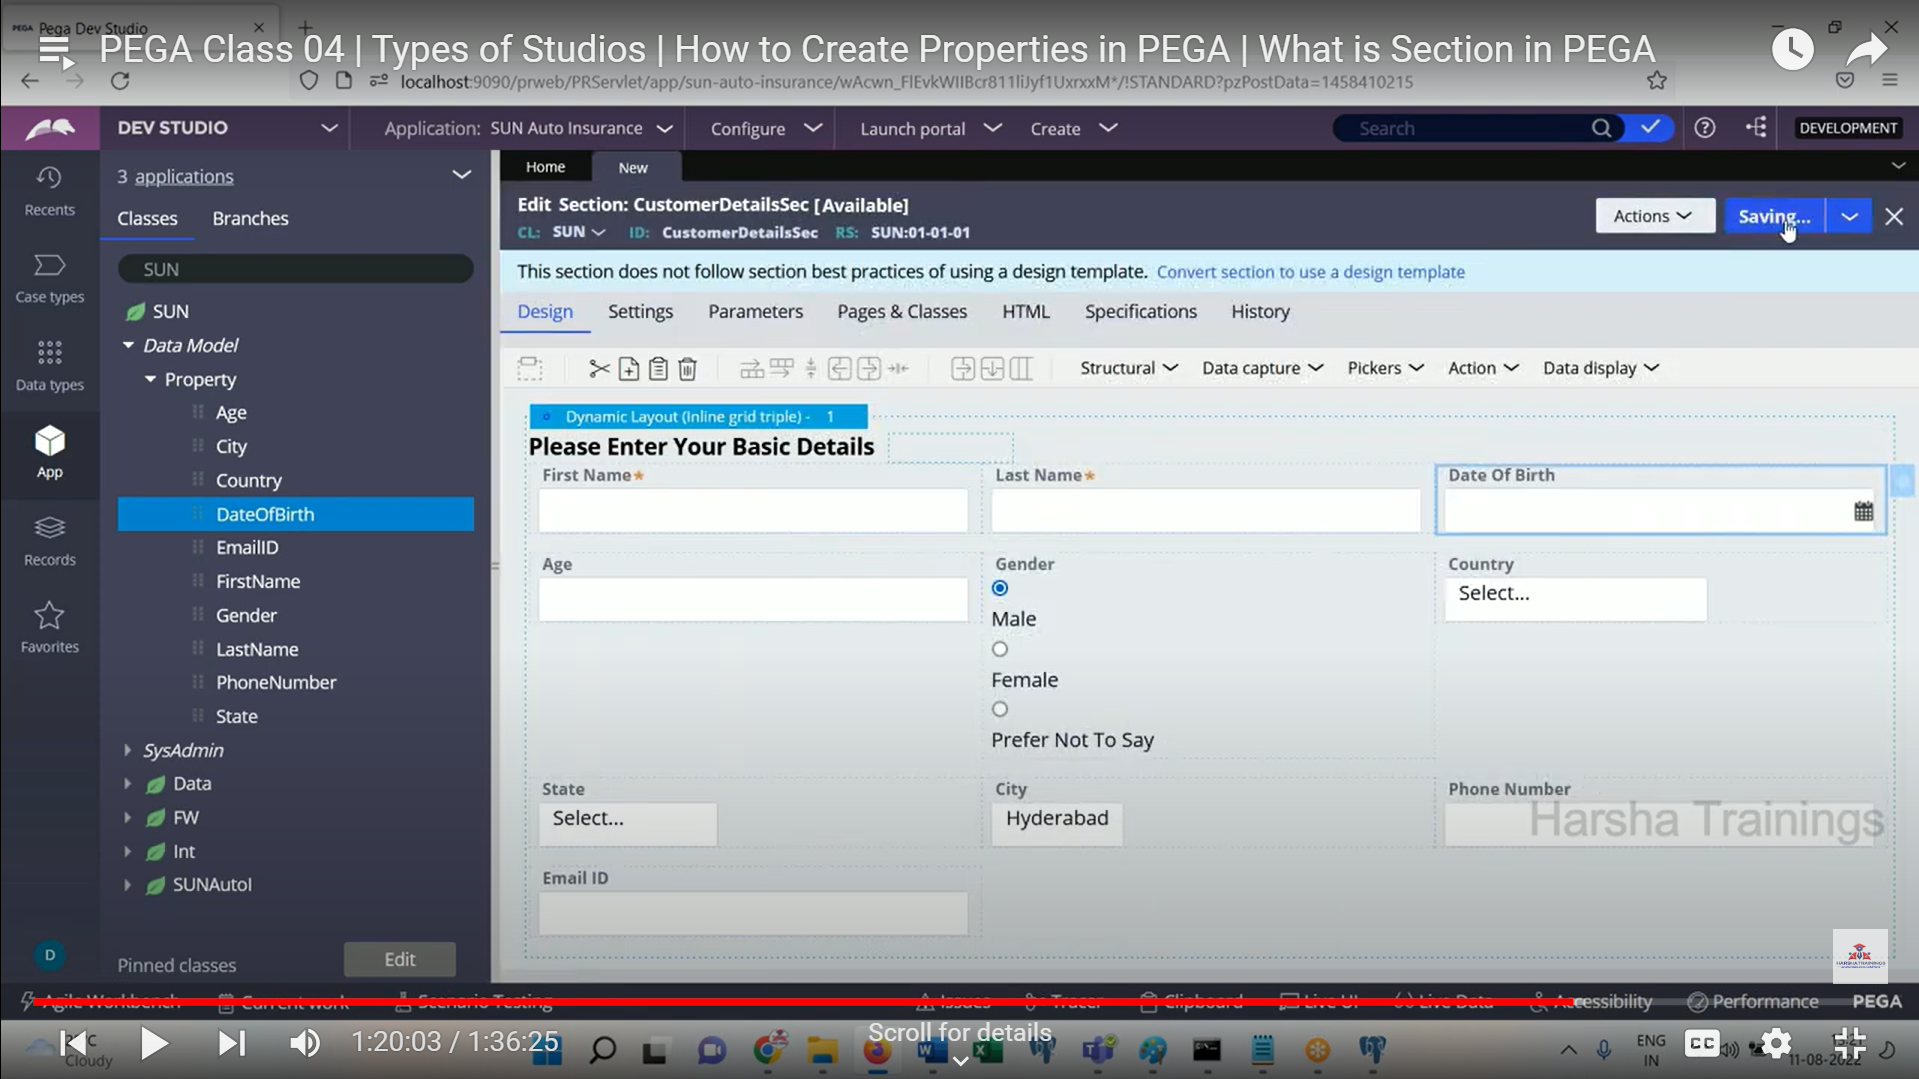 PEGA Pega Dev Studio
PEGA Class 04 | Types of Studios | How to Create Properties in PEGA | What is Section in PEGA
localhost:9090/prweb/PRServlet/app/sun-auto-insurance/wAcwn_FlEvkWIIBcr811liJyf1UxrxxM*/!STANDARD?pzPostData=1458410215
DEV STUDIO
Application: SUN Auto Insurance
Configure
Launch portal
Create
Search
DEVELOPMENT
Recents
Case types
Data types
App
Records
Favorites
D
3 applications
Classes
Branches
SUN
SUN
Data Model
Property
Age
City
Country
DateOfBirth
EmailID
FirstName
Gender
LastName
PhoneNumber
State
SysAdmin
Data
FW
Int
SUNAutoI
Pinned classes
Edit
Home
New
Edit Section: CustomerDetailsSec [Available]
CL: SUN ID: CustomerDetailsSec RS: SUN:01-01-01
Actions
Saving...
This section does not follow section best practices of using a design template. Convert section to use a design template
Design
Settings
Parameters
Pages & Classes
HTML
Specifications
History
Structural
Data capture
Pickers
Action
Data display
Dynamic Layout (Inline grid triple) - 1
Please Enter Your Basic Details
First Name*
Last Name*
Date Of Birth
Age
Gender
Country
Male
Select...
Female
Prefer Not To Say
State
City
Phone Number
Select...
Hyderabad
Harsha Trainings
Email ID
HARSHA TRAININGS
Agile Workbench
Current work
Scenario Testing
Issues
Tracer
Clipboard
Live UI
Live Data
Accessibility
Performance
PEGA
Cloudy
1:20:03 / 1:36:25
Scroll for details
ENG
IN
CC
11-08-2022